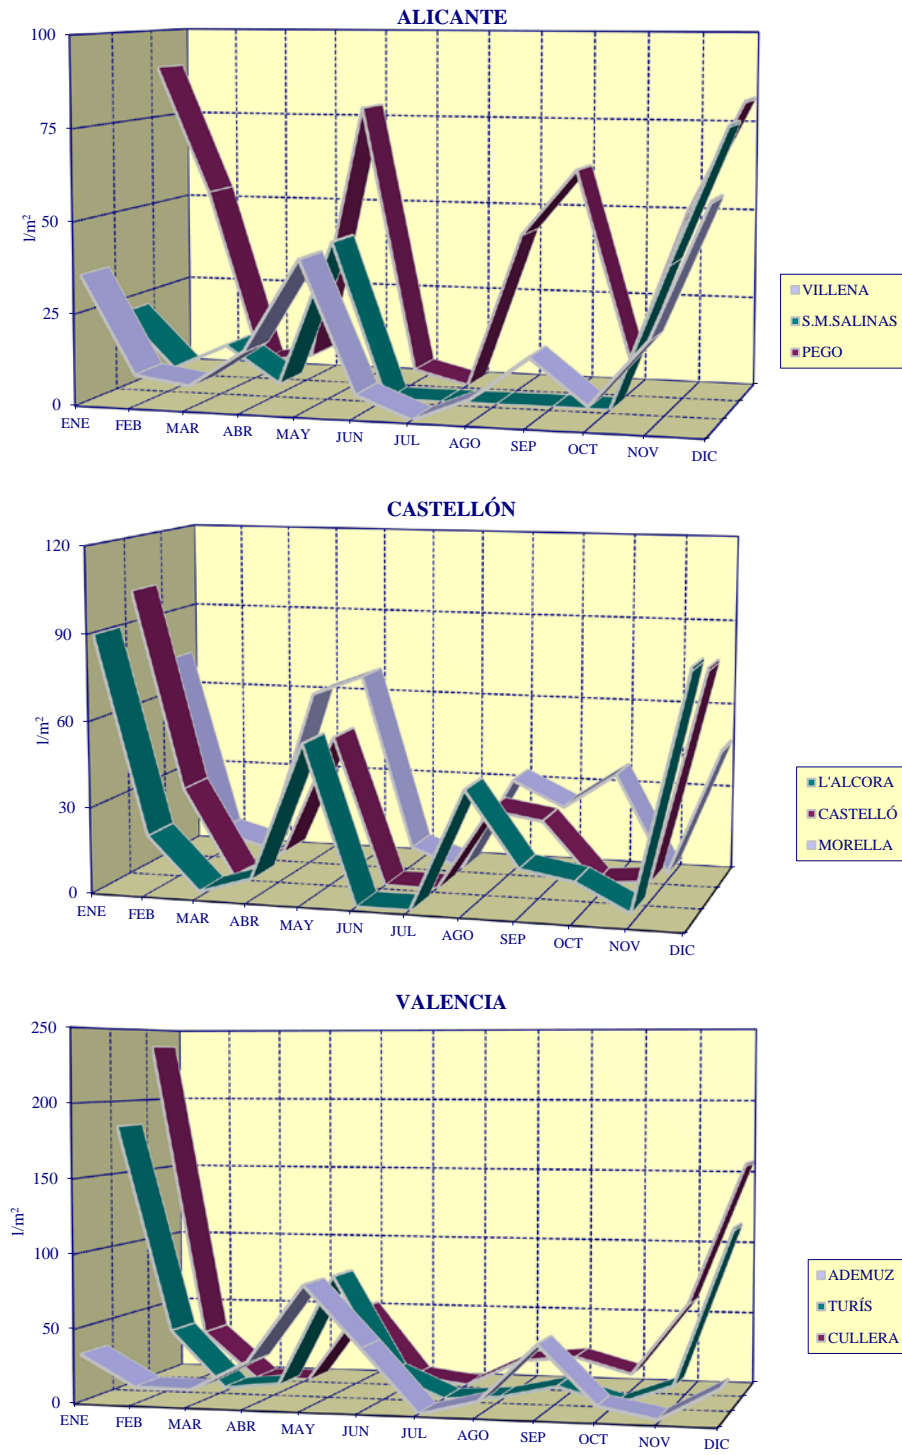 ALICANTE
100
75
50
25
0
l/m²
ENE FEB MAR ABR MAY JUN JUL AGO SEP OCT NOV DIC
VILLENA
S.M.SALINAS
PEGO
CASTELLÓN
120
90
60
30
0
l/m²
ENE FEB MAR ABR MAY JUN JUL AGO SEP OCT NOV DIC
L'ALCORA
CASTELLÓ
MORELLA
VALENCIA
250
200
150
100
50
0
l/m²
ENE FEB MAR ABR MAY JUN JUL AGO SEP OCT NOV DIC
ADEMUZ
TURÍS
CULLERA